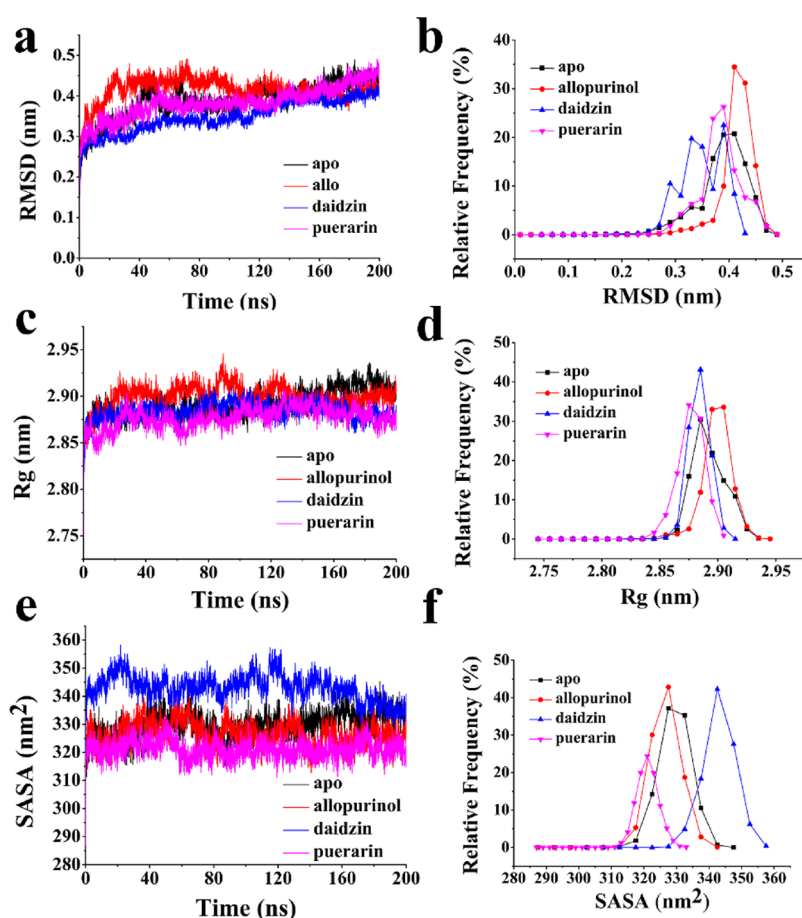 a
0.5
0.4
0.3
0.2
0.1
0.0
RMSD (nm)
apo
allo
daidzin
puerarin
0 40 80 120 160 200
Time (ns)
b
40
30
20
10
0
Relative Frequency (%)
apo
allopurinol
daidzin
puerarin
0.0 0.1 0.2 0.3 0.4 0.5
RMSD (nm)
c
2.95
2.90
2.85
2.80
2.75
Rg (nm)
apo
allopurinol
daidzin
puerarin
0 40 80 120 160 200
Time (ns)
d
50
40
30
20
10
0
Relative Frequency (%)
apo
allopurinol
daidzin
puerarin
2.75 2.80 2.85 2.90 2.95
Rg (nm)
e
360
350
340
330
320
310
300
290
280
SASA (nm2)
apo
allopurinol
daidzin
puerarin
0 40 80 120 160 200
Time (ns)
f
50
40
30
20
10
0
Relative Frequency (%)
apo
allopurinol
daidzin
puerarin
280 290 300 310 320 330 340 350 360
SASA (nm2)